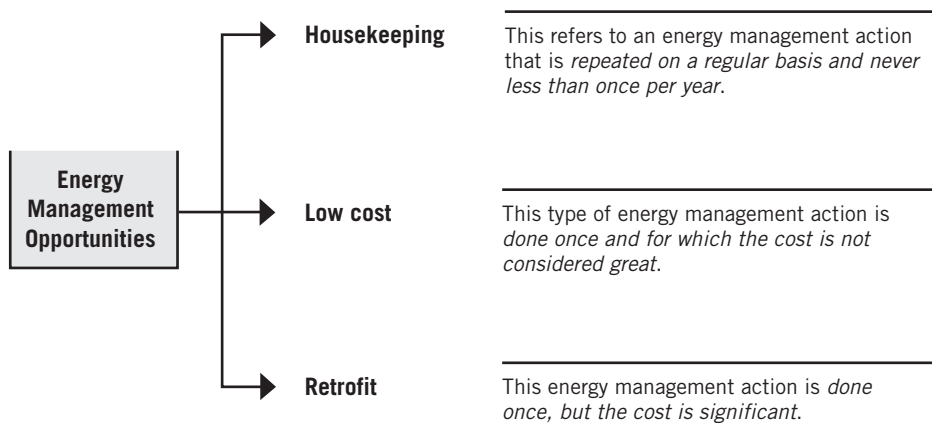 Energy
Management
Opportunities
Housekeeping
This refers to an energy management action
that is repeated on a regular basis and never
less than once per year.
Low cost
This type of energy management action is
done once and for which the cost is not
considered great.
Retrofit
This energy management action is done
once, but the cost is significant.